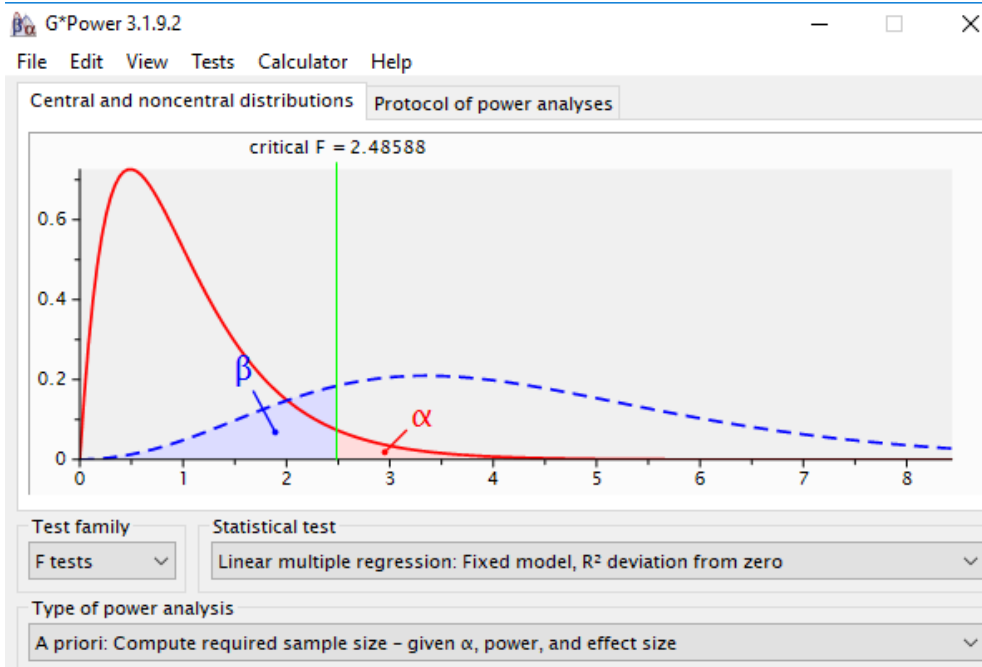 βα G*Power 3.1.9.2
File Edit View Tests Calculator Help
Central and noncentral distributions Protocol of power analyses
critical F = 2.48588
0.6
0.4
β
0.2
α
0
0 1 2 3 4 5 6 7 8
Test family Statistical test
F tests Linear multiple regression: Fixed model, R² deviation from zero
Type of power analysis
A priori: Compute required sample size – given α, power, and effect size